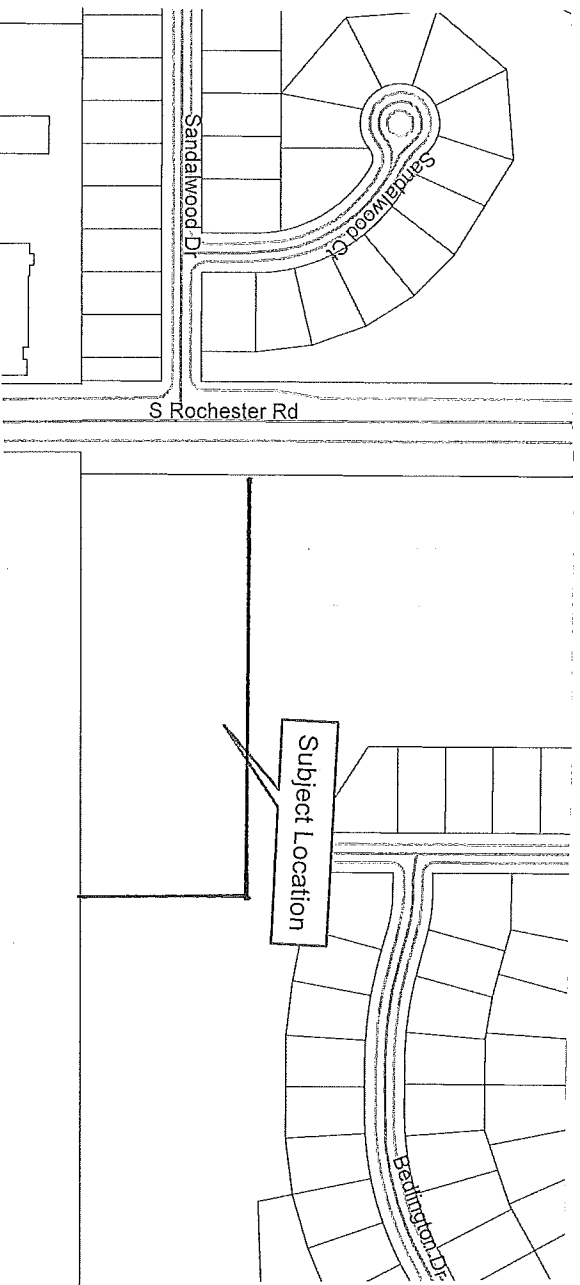 Sandalwood Dr
Sandalwood Ct
S Rochester Rd
Subject Location
Bedlington Dr